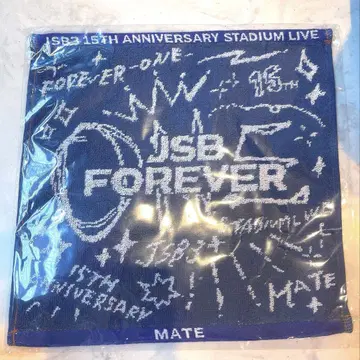 JSB3 15TH ANNIVERSARY STADIUM LIVE
FOREVER-ONE
15TH
JSB
FOREVER
STADIUM LIVE
JSB3
15TH
ANNIVERSARY
MATE
MATE